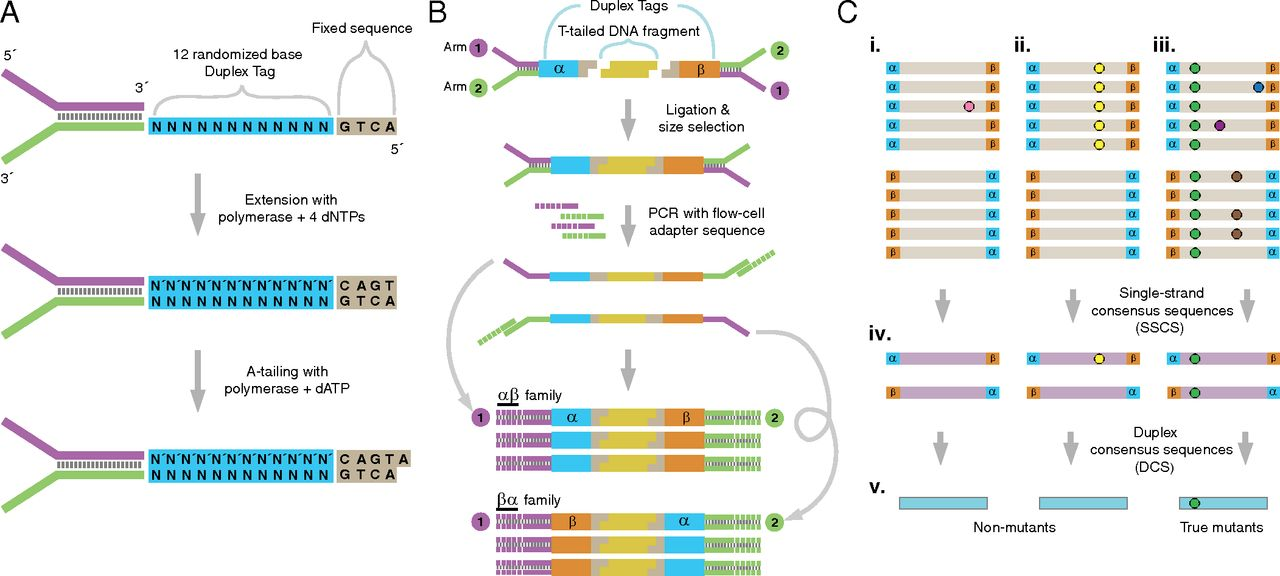 A
5´
3´
12 randomized base
Duplex Tag
Fixed sequence
N N N N N N N N N N N N G T C A
5´
3´
Extension with
polymerase + 4 dNTPs
N´N´N´N´N´N´N´N´N´N´N´N´ C A G T
N N N N N N N N N N N N G T C A
A-tailing with
polymerase + dATP
N´N´N´N´N´N´N´N´N´N´N´N´ C A G T A
N N N N N N N N N N N N G T C A
B
Duplex Tags
T-tailed DNA fragment
Arm 1
α
β
2
Arm 2
1
Ligation &
size selection
PCR with flow-cell
adapter sequence
αβ family
1 α β 2
βα family
1 β α 2
C
i. ii. iii.
α β α β α β
α β α β α β
α β α β α β
α β α β α β
α β α β α β
β α β α β α
β α β α β α
β α β α β α
β α β α β α
β α β α β α
Single-strand
consensus sequences
(SSCS)
iv.
α β α β α β
β α β α β α
Duplex
consensus sequences
(DCS)
v.
Non-mutants True mutants